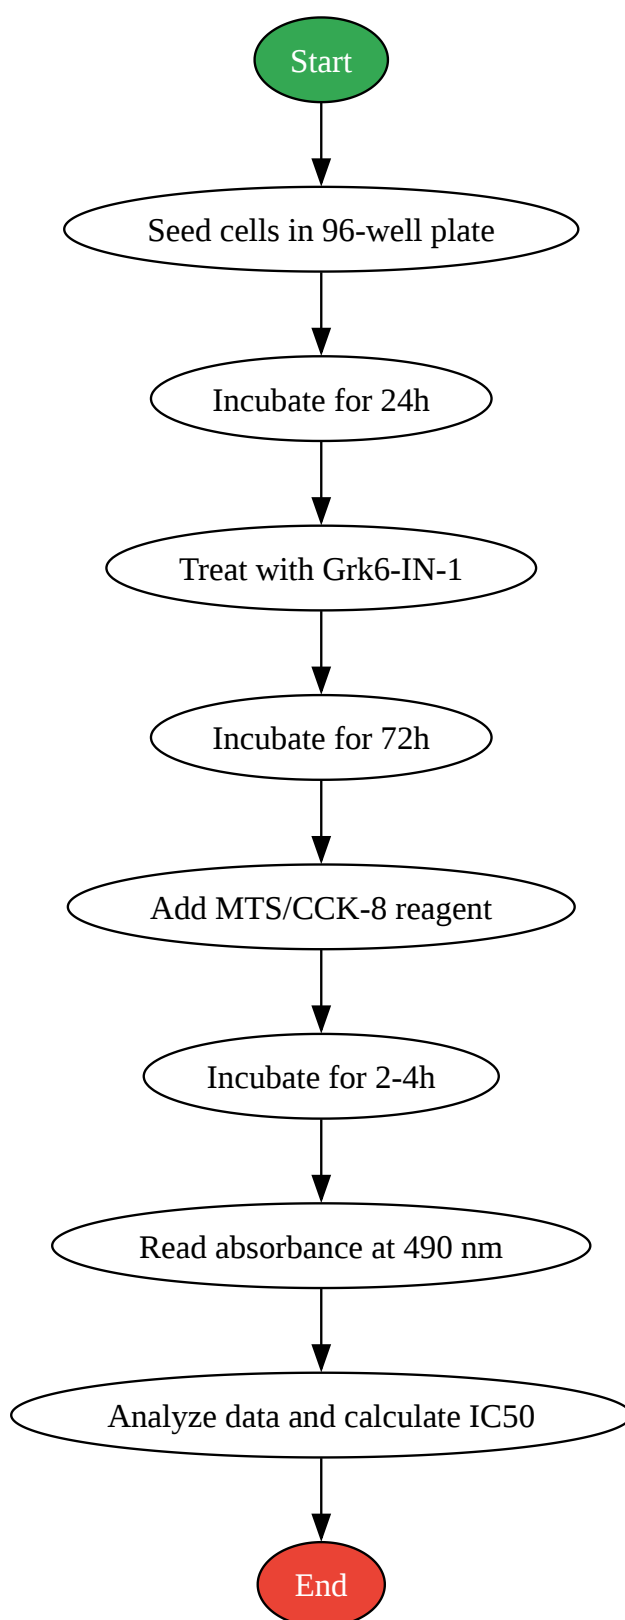 Start
Seed cells in 96-well plate
Incubate for 24h
Treat with Grk6-IN-1
Incubate for 72h
Add MTS/CCK-8 reagent
Incubate for 2-4h
Read absorbance at 490 nm
Analyze data and calculate IC50
End